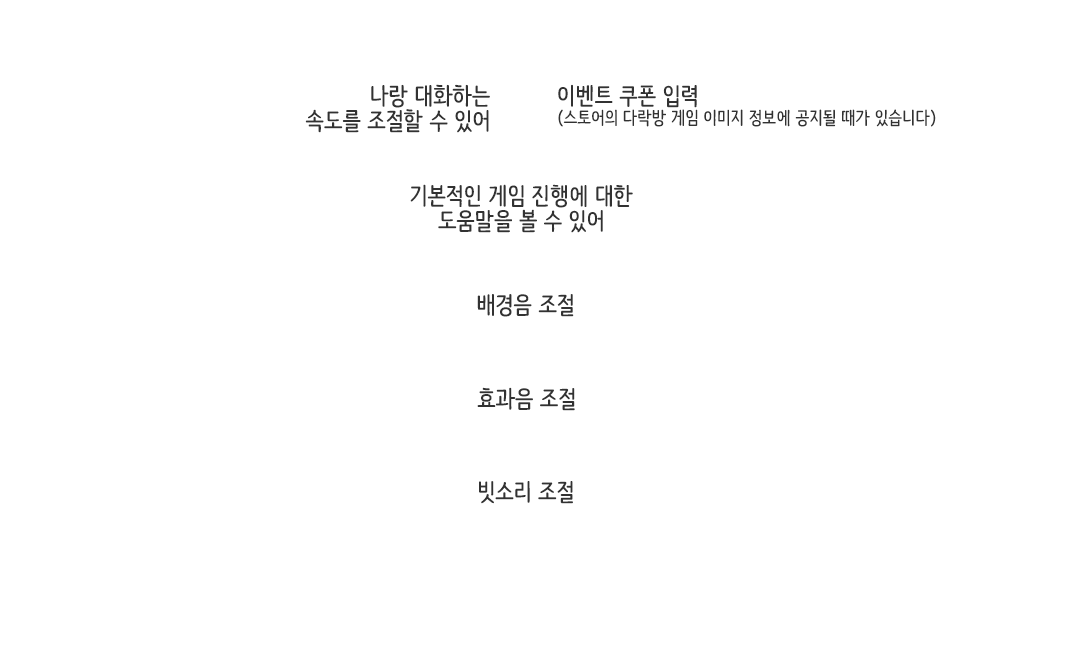 나랑 대화하는
속도를 조절할 수 있어
이벤트 쿠폰 입력
(스토어의 다락방 게임 이미지 정보에 공지될 때가 있습니다)
기본적인 게임 진행에 대한
도움말을 볼 수 있어
배경음 조절
효과음 조절
빗소리 조절